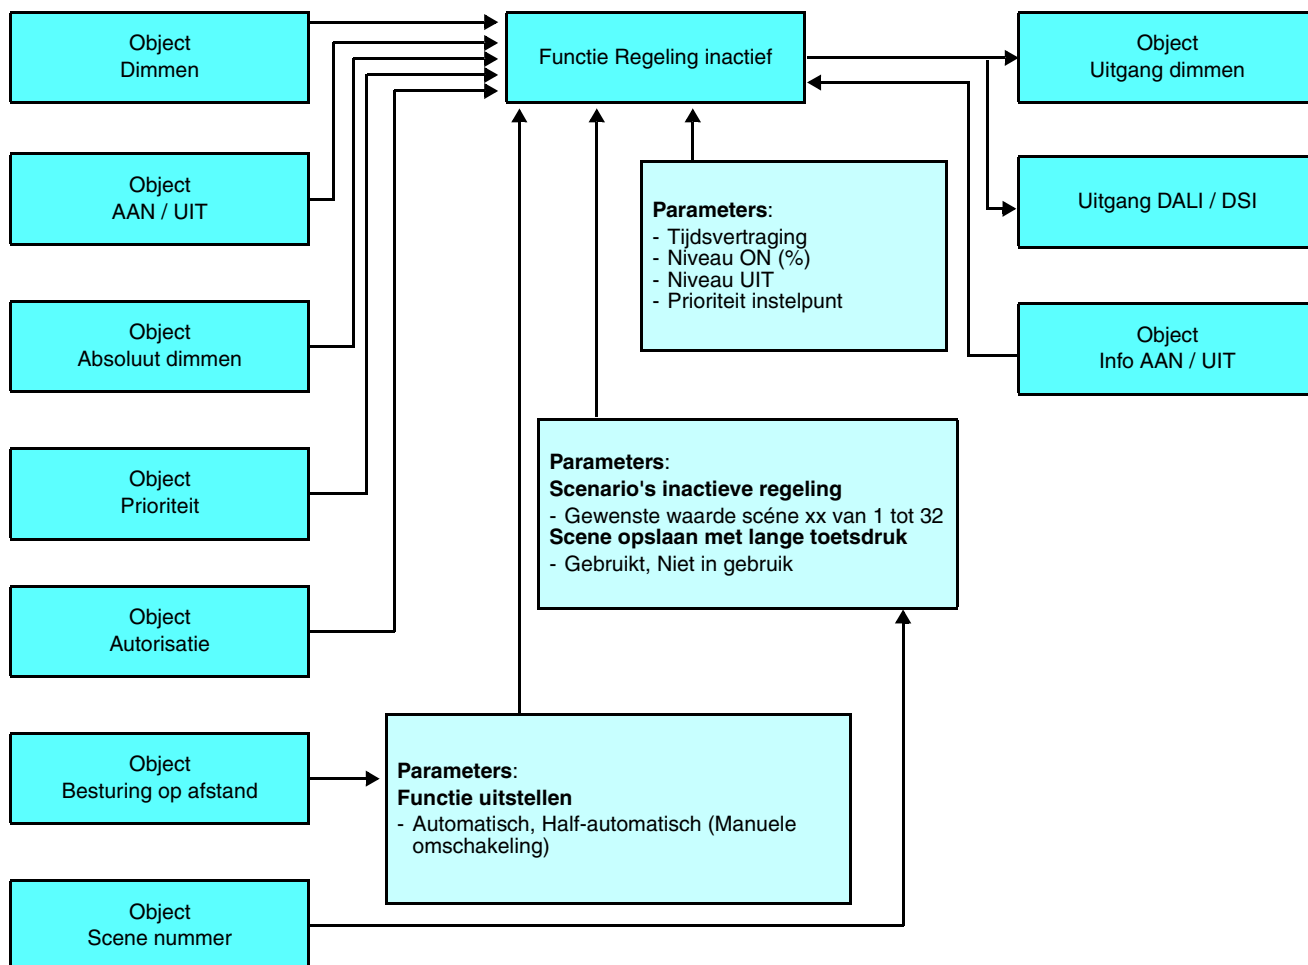 Object
Dimmen
Functie Regeling inactief
Object
Uitgang dimmen
Object
AAN / UIT
Parameters:
- Tijdsvertraging
- Niveau ON (%)
- Niveau UIT
- Prioriteit instelpunt
Uitgang DALI / DSI
Object
Absoluut dimmen
Object
Info AAN / UIT
Object
Prioriteit
Parameters:
Scenario's inactieve regeling
- Gewenste waarde scéne xx van 1 tot 32
Scene opslaan met lange toetsdruk
- Gebruikt, Niet in gebruik
Object
Autorisatie
Object
Besturing op afstand
Parameters:
Functie uitstellen
- Automatisch, Half-automatisch (Manuele
omschakeling)
Object
Scene nummer